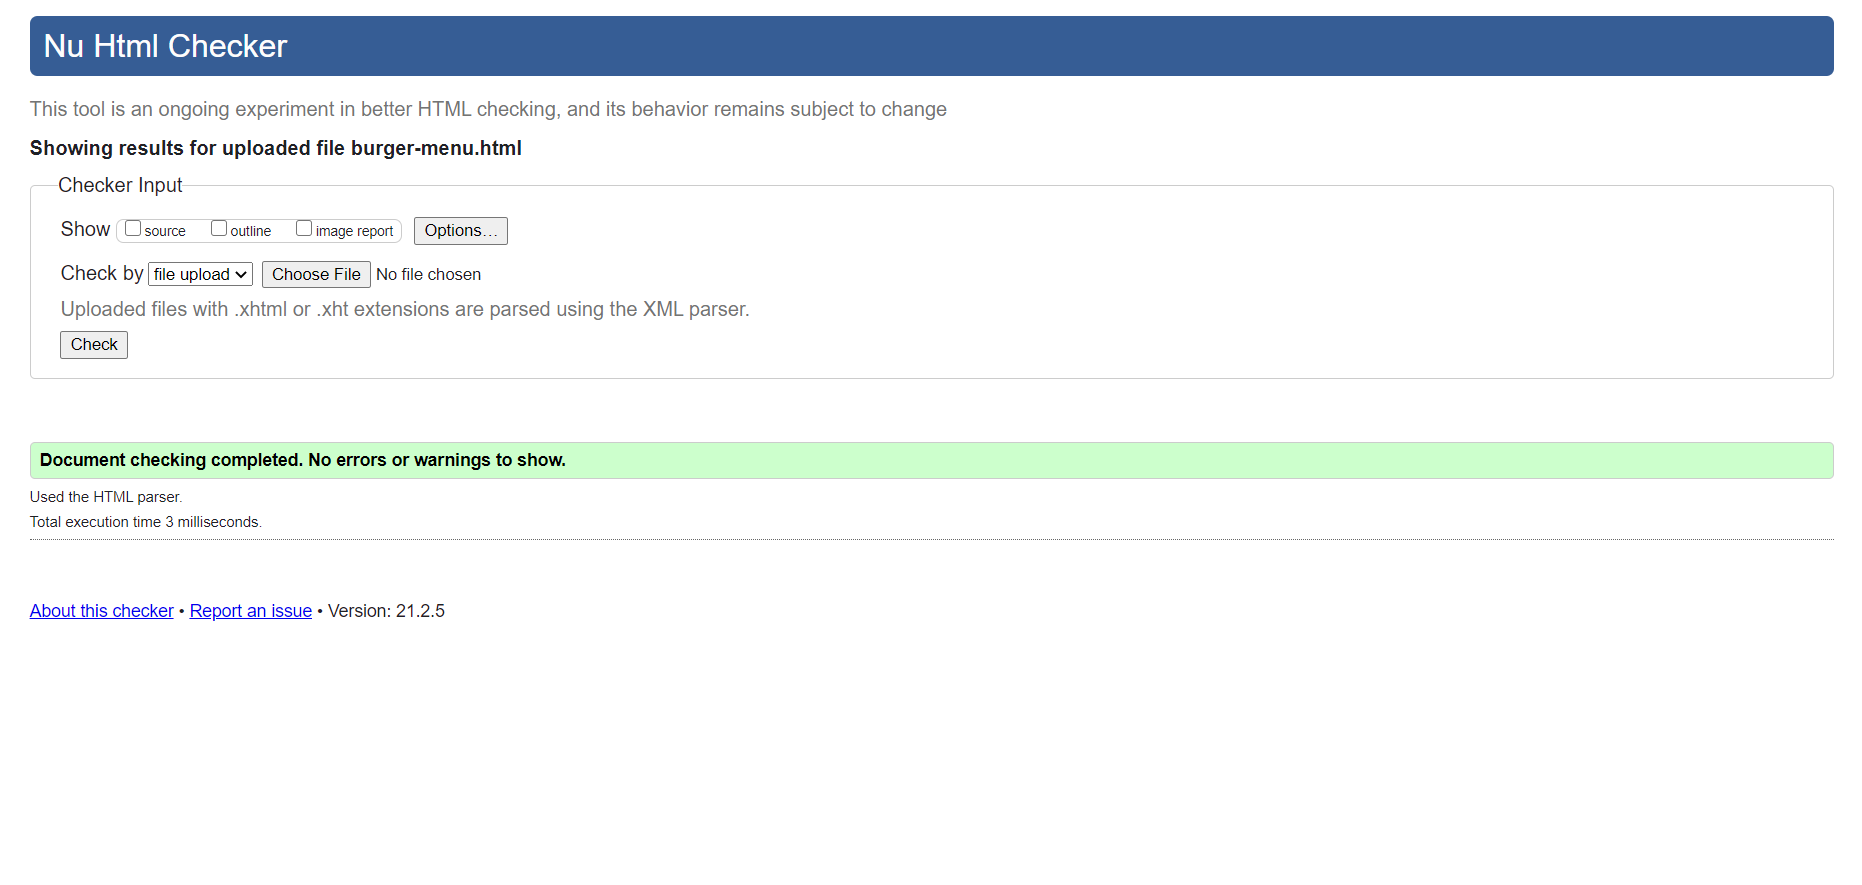 Nu Html Checker
This tool is an ongoing experiment in better HTML checking, and its behavior remains subject to change
Showing results for uploaded file burger-menu.html
Checker Input
Show source outline image report Options…
Check by file upload Choose File No file chosen
Uploaded files with .xhtml or .xht extensions are parsed using the XML parser.
Check
Document checking completed. No errors or warnings to show.
Used the HTML parser.
Total execution time 3 milliseconds.
About this checker • Report an issue • Version: 21.2.5